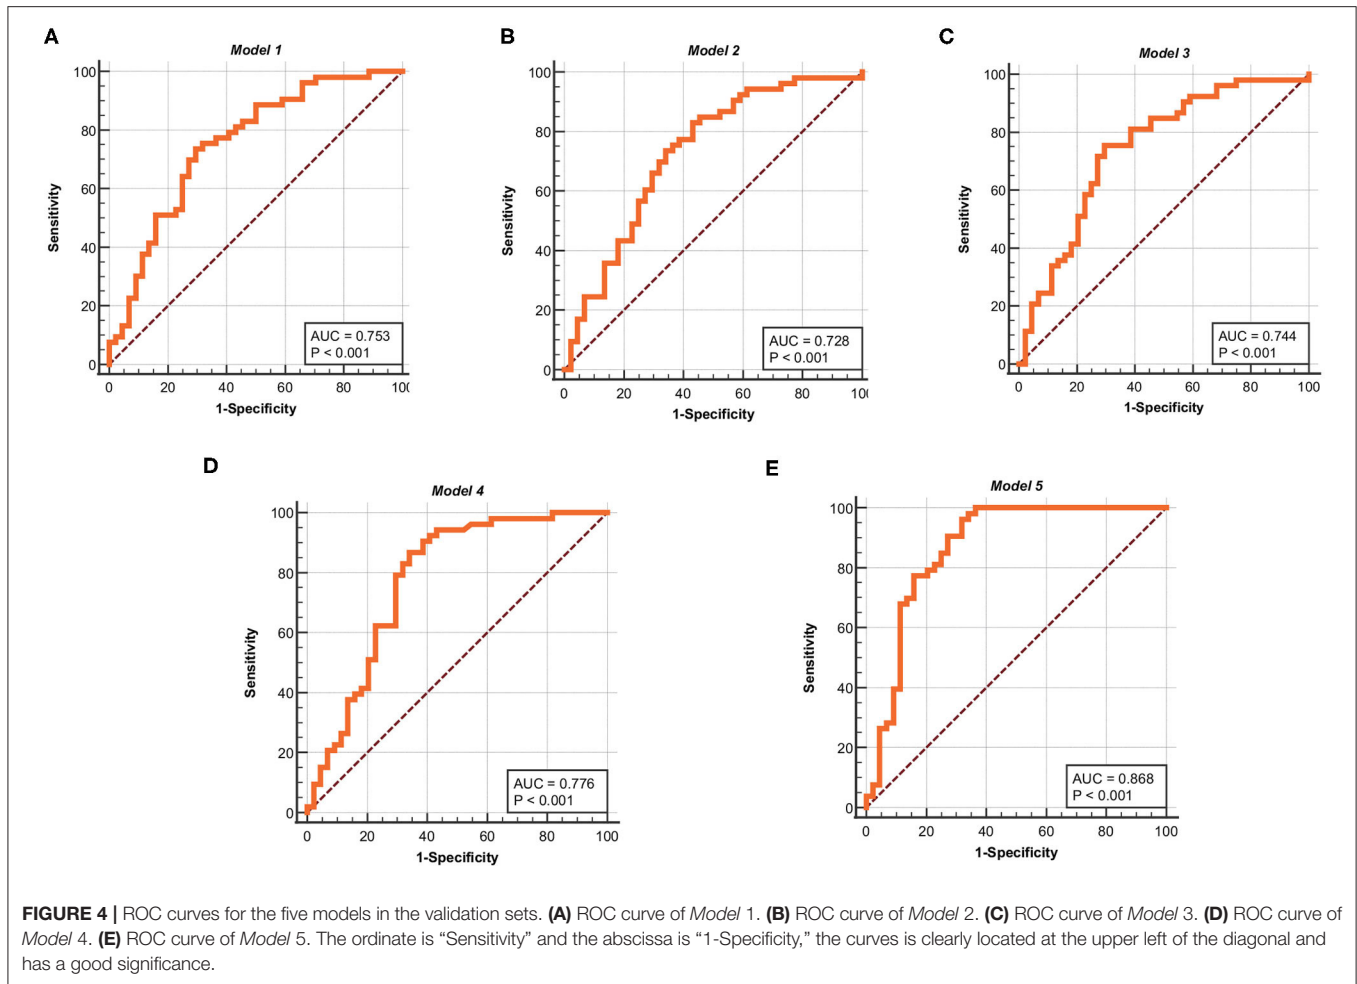 A
Model 1
Sensitivity
100
80
60
40
20
0
0 20 40 60 80 100
1-Specificity
AUC = 0.753
P < 0.001
B
Model 2
Sensitivity
100
80
60
40
20
0
0 20 40 60 80 100
1-Specificity
AUC = 0.728
P < 0.001
C
Model 3
Sensitivity
100
80
60
40
20
0
0 20 40 60 80 100
1-Specificity
AUC = 0.744
P < 0.001
D
Model 4
Sensitivity
100
80
60
40
20
0
0 20 40 60 80 100
1-Specificity
AUC = 0.776
P < 0.001
E
Model 5
Sensitivity
100
80
60
40
20
0
0 20 40 60 80 100
1-Specificity
AUC = 0.868
P < 0.001
FIGURE 4 | ROC curves for the five models in the validation sets. (A) ROC curve of Model 1. (B) ROC curve of Model 2. (C) ROC curve of Model 3. (D) ROC curve of
Model 4. (E) ROC curve of Model 5. The ordinate is “Sensitivity” and the abscissa is “1-Specificity,” the curves is clearly located at the upper left of the diagonal and
has a good significance.